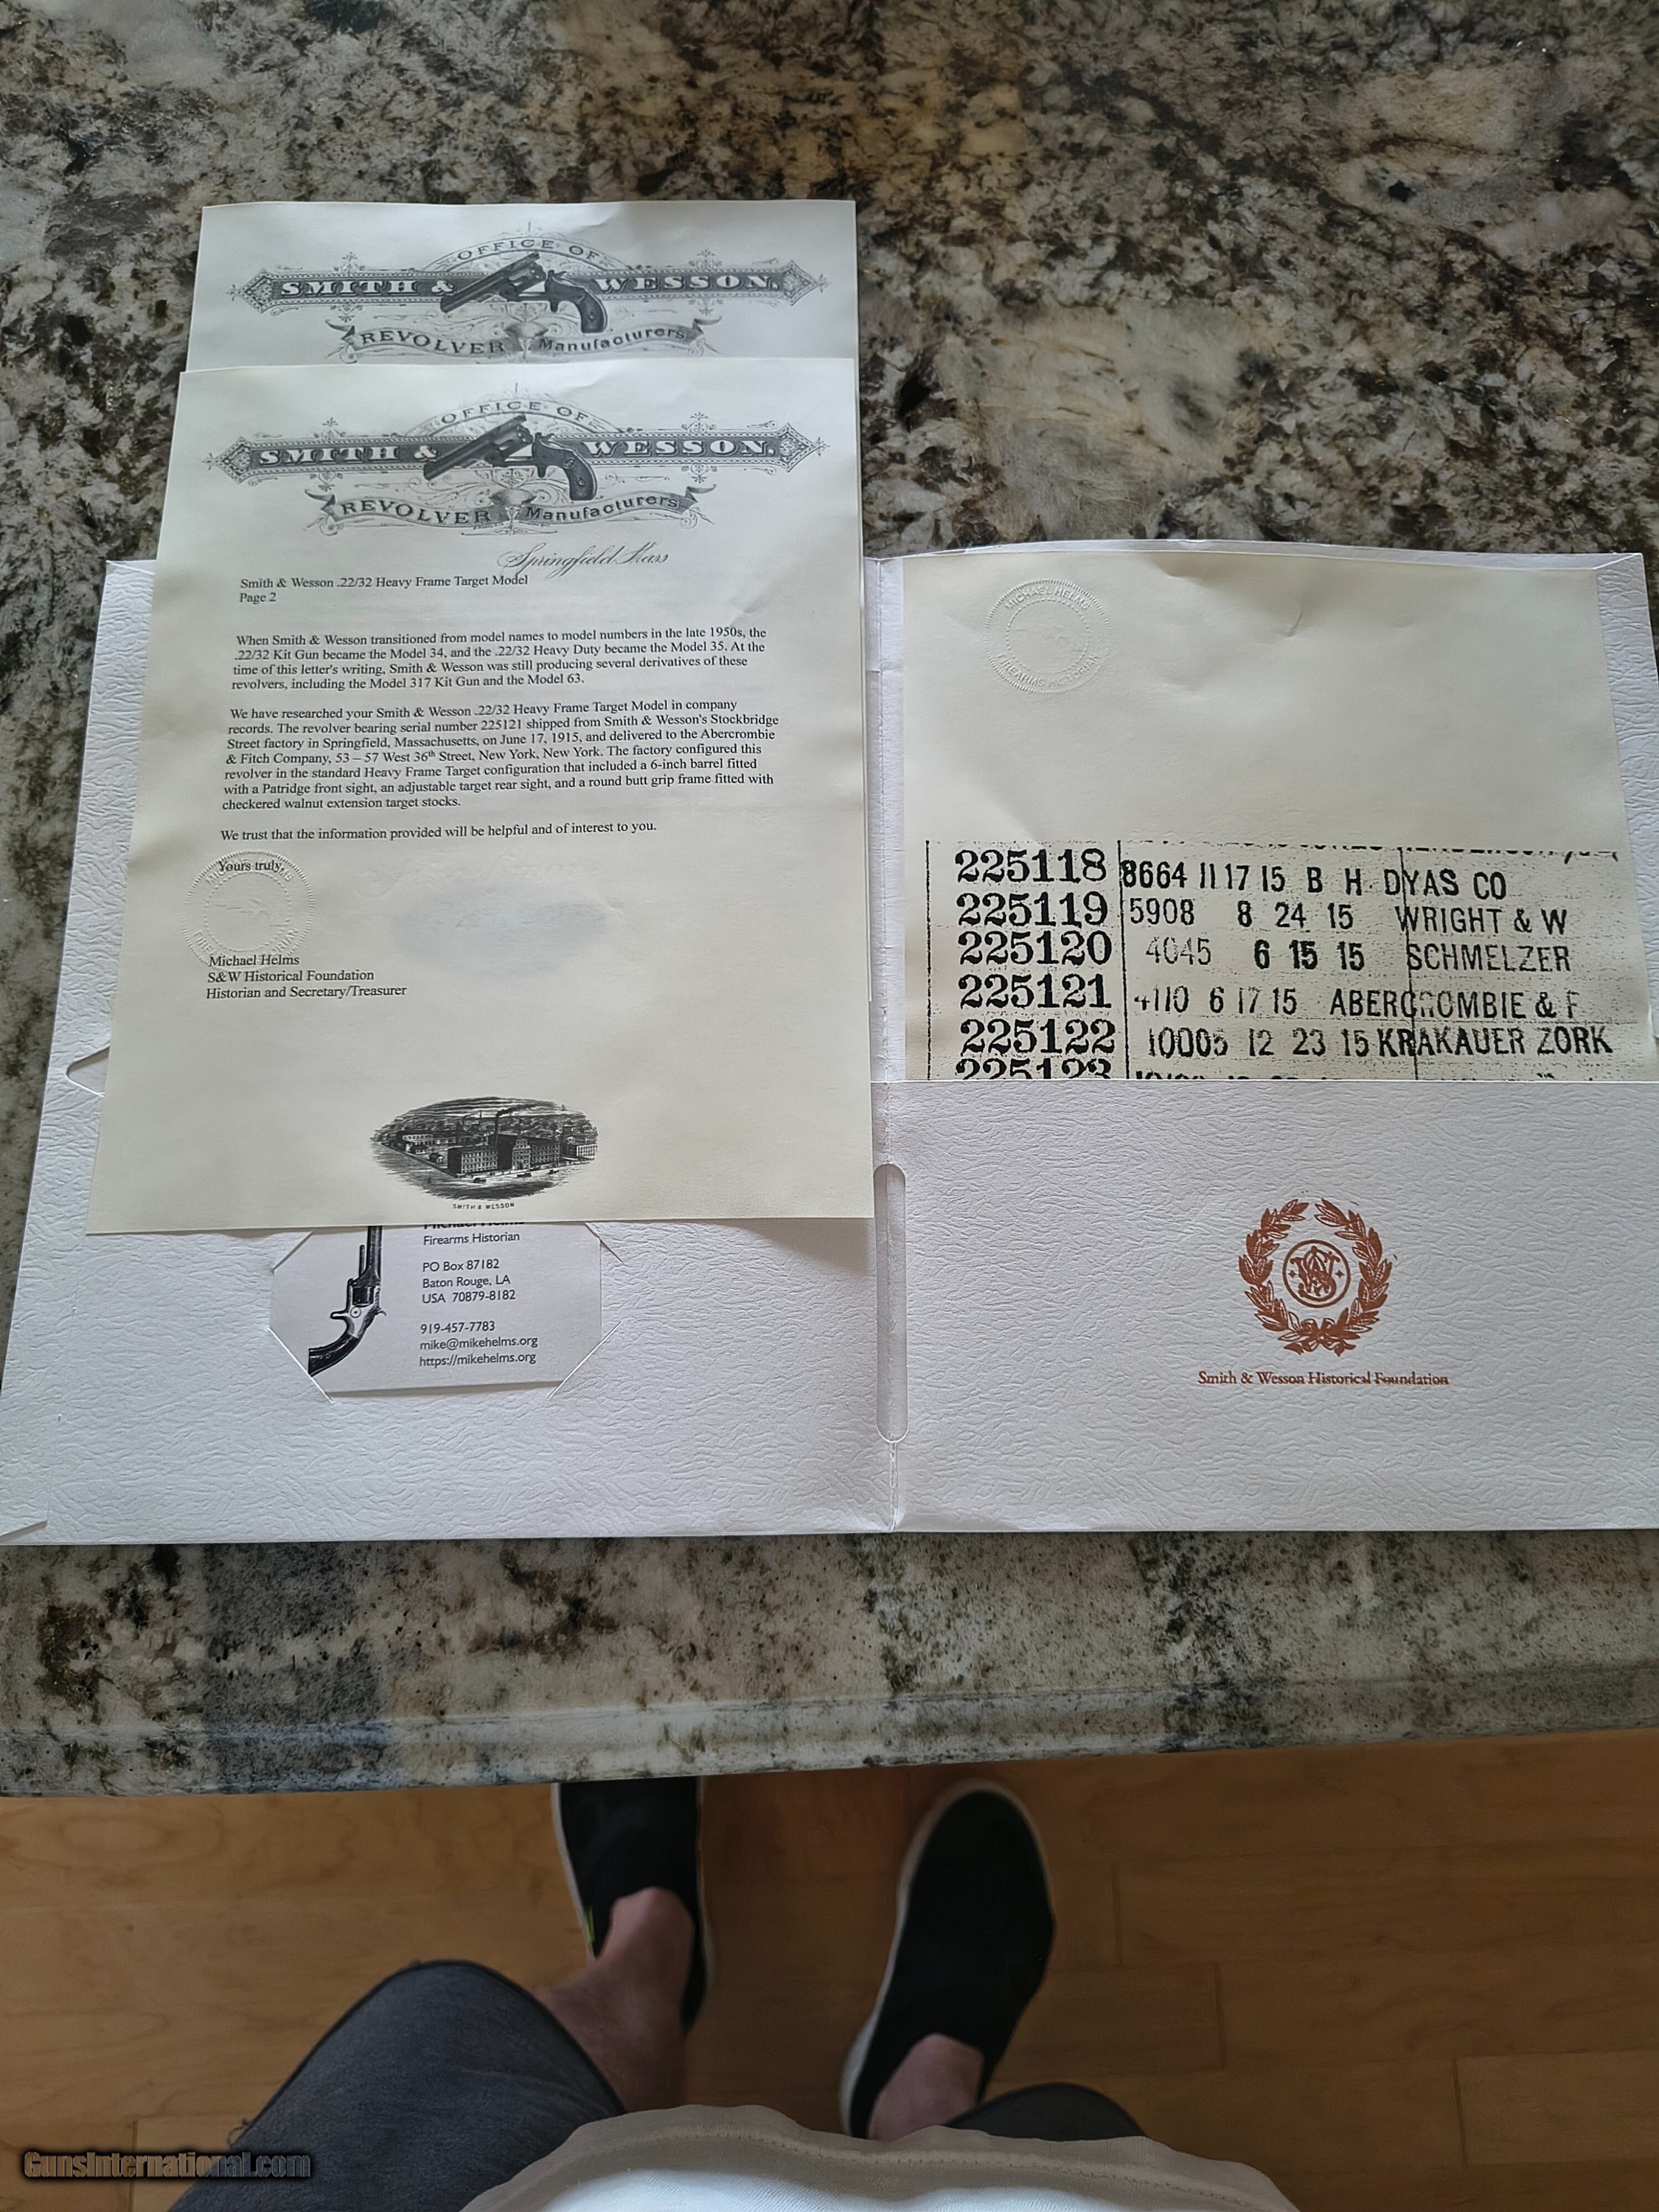 OFFICE OF
SMITH & WESSON.
REVOLVER Manufacturers
OFFICE OF
SMITH & WESSON.
REVOLVER Manufacturers
Springfield Mass
Smith & Wesson .22/32 Heavy Frame Target Model
Page 2
When Smith & Wesson transitioned from model names to model numbers in the late 1950s, the
.22/32 Kit Gun became the Model 34, and the .22/32 Heavy Duty became the Model 35. At the
time of this letter's writing, Smith & Wesson was still producing several derivatives of these
revolvers, including the Model 317 Kit Gun and the Model 63.
We have researched your Smith & Wesson .22/32 Heavy Frame Target Model in company
records. The revolver bearing serial number 225121 shipped from Smith & Wesson's Stockbridge
Street factory in Springfield, Massachusetts, on June 17, 1915, and delivered to the Abercrombie
& Fitch Company, 53 – 57 West 36th Street, New York, New York. The factory configured this
revolver in the standard Heavy Frame Target configuration that included a 6-inch barrel fitted
with a Patridge front sight, an adjustable target rear sight, and a round butt grip frame fitted with
checkered walnut extension target stocks.
We trust that the information provided will be helpful and of interest to you.
Yours truly,
Michael Helms
S&W Historical Foundation
Historian and Secretary/Treasurer
SMITH & WESSON
Michael Helms
Firearms Historian
PO Box 87182
Baton Rouge, LA
USA 70879-8182
919-457-7783
mike@mikehelms.org
https://mikehelms.org
MICHAEL HELMS
FIREARMS HISTORIAN
225118 8664 11 17 15 B H DYAS CO
225119 5908 8 24 15 WRIGHT & W
225120 4045 6 15 15 SCHMELZER
225121 4110 6 17 15 ABERCROMBIE & F
225122 10005 12 23 15 KRAKAUER ZORK
225123
Smith & Wesson Historical Foundation
GunsInternational.com